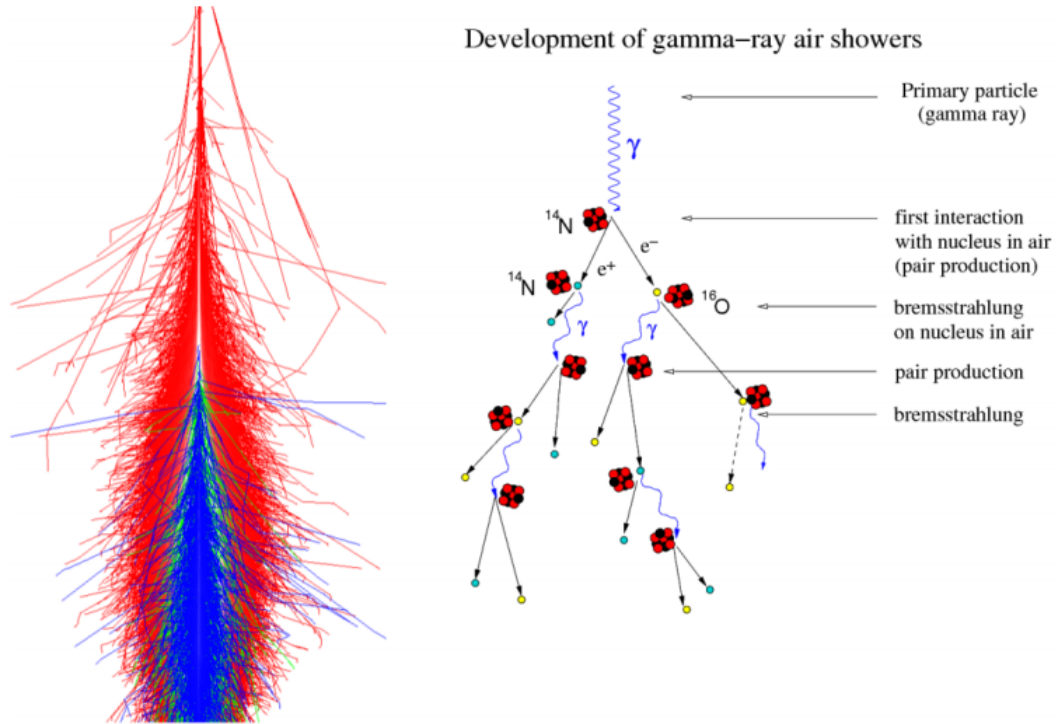 Development of gamma−ray air showers
Primary particle
(gamma ray)
γ
¹⁴N
first interaction
with nucleus in air
(pair production)
e⁺
e⁻
¹⁴N
¹⁶O
bremsstrahlung
on nucleus in air
γ
γ
pair production
bremsstrahlung